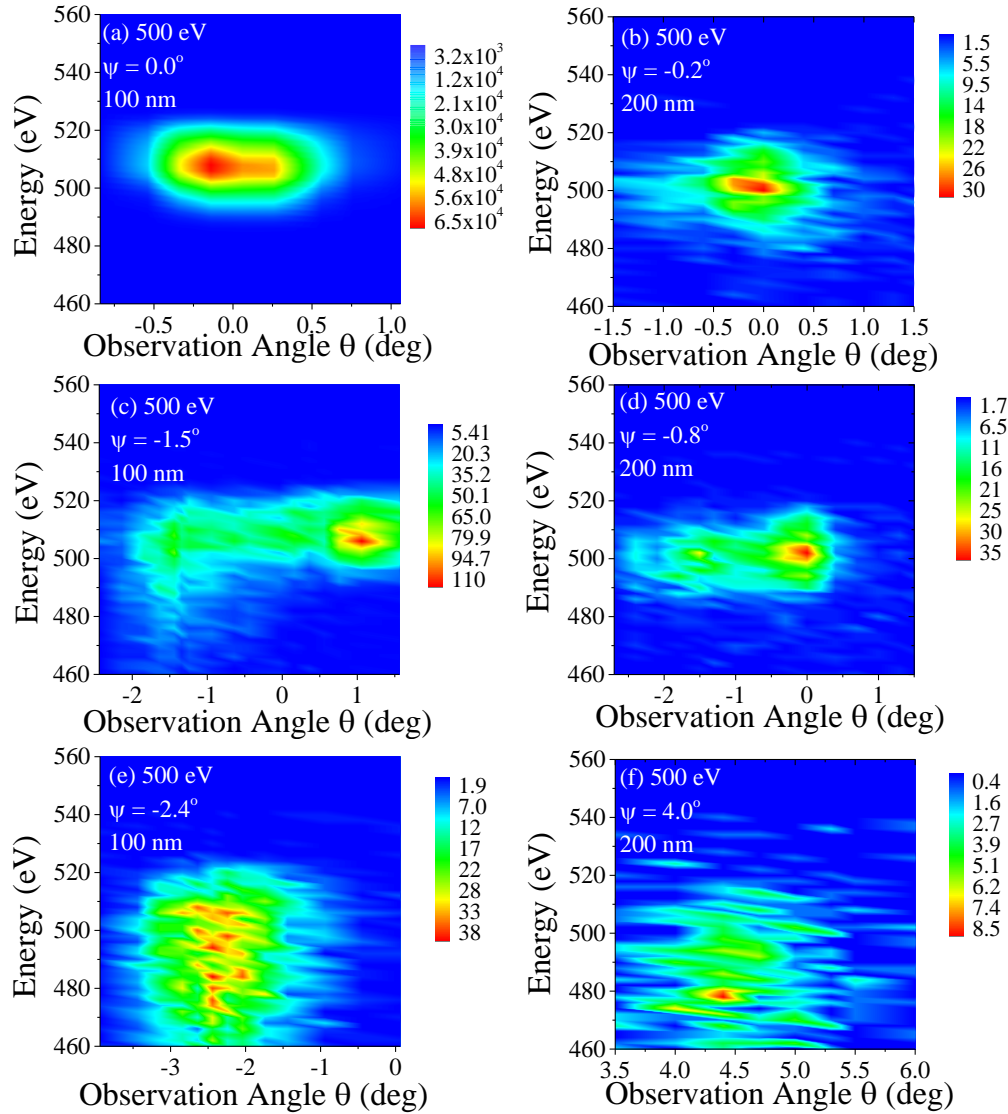 (a) 500 eV
ψ = 0.0°
100 nm
560
540
520
500
480
460
Energy (eV)
-0.5
0.0
0.5
1.0
Observation Angle θ (deg)
3.2x10³
1.2x10⁴
2.1x10⁴
3.0x10⁴
3.9x10⁴
4.8x10⁴
5.6x10⁴
6.5x10⁴
(b) 500 eV
ψ = -0.2°
200 nm
560
540
520
500
480
460
Energy (eV)
-1.5
-1.0
-0.5
0.0
0.5
1.0
1.5
Observation Angle θ (deg)
1.5
5.5
9.5
14
18
22
26
30
(c) 500 eV
ψ = -1.5°
100 nm
560
540
520
500
480
460
Energy (eV)
-2
-1
0
1
Observation Angle θ (deg)
5.41
20.3
35.2
50.1
65.0
79.9
94.7
110
(d) 500 eV
ψ = -0.8°
200 nm
560
540
520
500
480
460
Energy (eV)
-2
-1
0
1
Observation Angle θ (deg)
1.7
6.5
11
16
21
25
30
35
(e) 500 eV
ψ = -2.4°
100 nm
560
540
520
500
480
460
Energy (eV)
-3
-2
-1
0
Observation Angle θ (deg)
1.9
7.0
12
17
22
28
33
38
(f) 500 eV
ψ = 4.0°
200 nm
560
540
520
500
480
460
Energy (eV)
3.5
4.0
4.5
5.0
5.5
6.0
Observation Angle θ (deg)
0.4
1.6
2.7
3.9
5.1
6.2
7.4
8.5